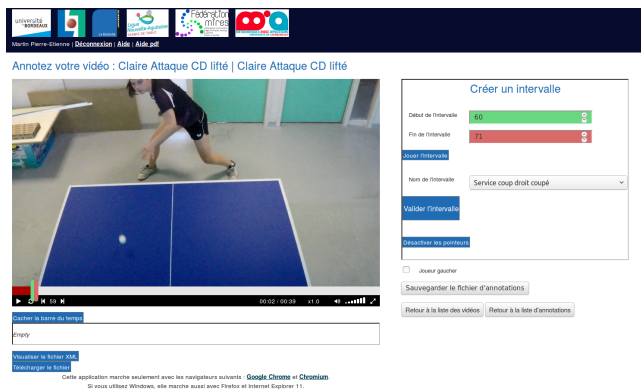 université
de BORDEAUX
Ligue
Nouvelle-Aquitaine
Fédération
mires
Martin Pierre-Etienne | Déconnexion | Aide | Aide pdf
Annotez votre vidéo : Claire Attaque CD lifté | Claire Attaque CD lifté
Créer un intervalle
Début de l'intervalle
60
Fin de l'intervalle
71
Jouer l'intervalle
Nom de l'intervalle
Service coup droit coupé
Valider l'intervalle
Désactiver les pointeurs
Joueur gaucher
Sauvegarder le fichier d'annotations
Retour à la liste des vidéos
Retour à la liste d'annotations
59
00:02 / 00:39
x1.0
Cacher la barre du temps
Empty
Visualiser le fichier XML
Télécharger le fichier
Cette application marche seulement avec les navigateurs suivants : Google Chrome et Chromium.
Si vous utilisez Windows, elle marche aussi avec Firefox et Internet Explorer 11.